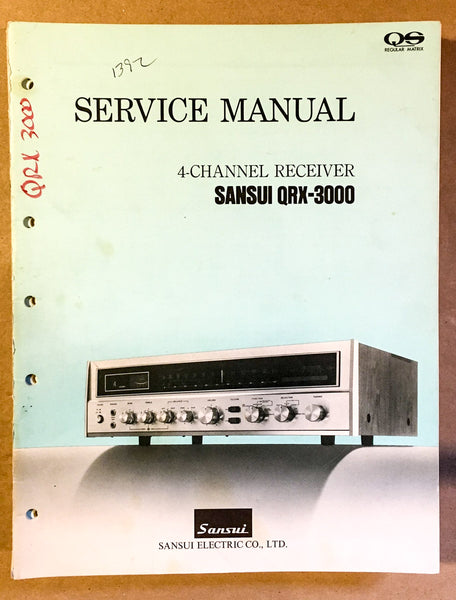 QS
REGULAR MATRIX
1392
SERVICE MANUAL
QRX 3000
4-CHANNEL RECEIVER
SANSUI QRX-3000
Sansui
SANSUI ELECTRIC CO., LTD.